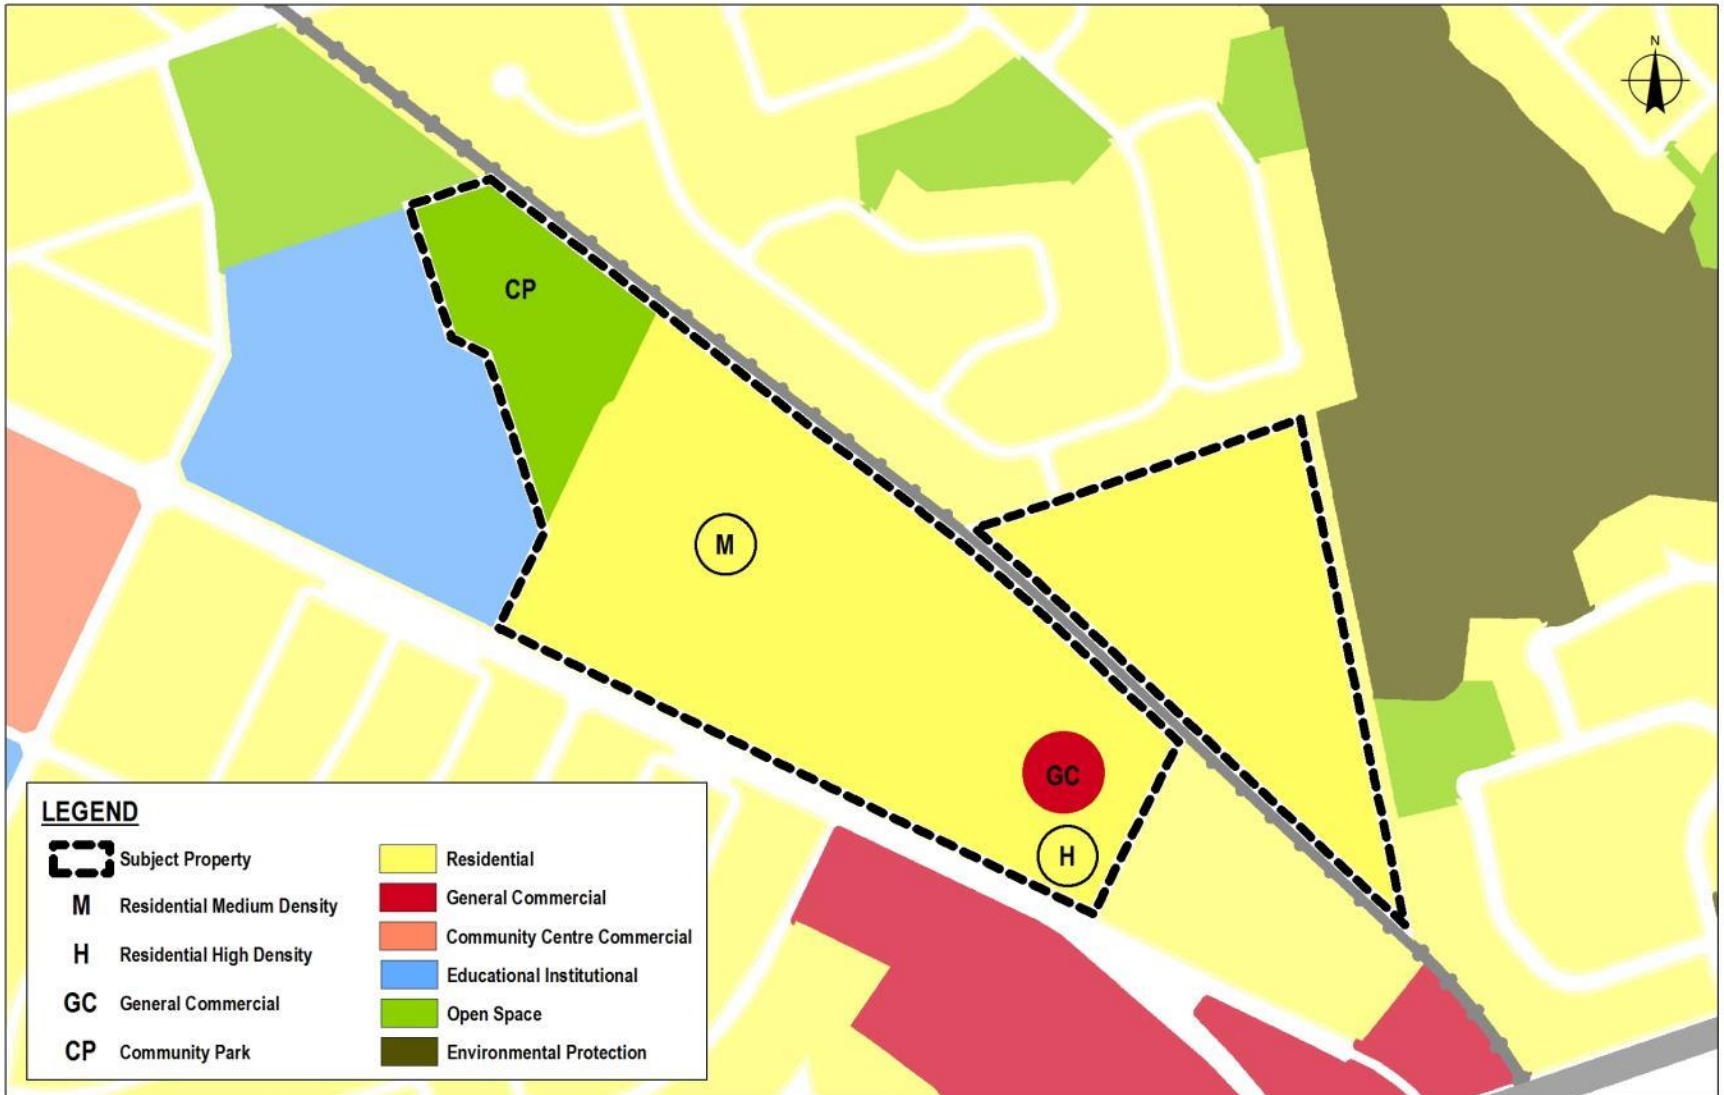 N
CP
M
GC
H
LEGEND
Subject Property
M Residential Medium Density
H Residential High Density
GC General Commercial
CP Community Park
Residential
General Commercial
Community Centre Commercial
Educational Institutional
Open Space
Environmental Protection